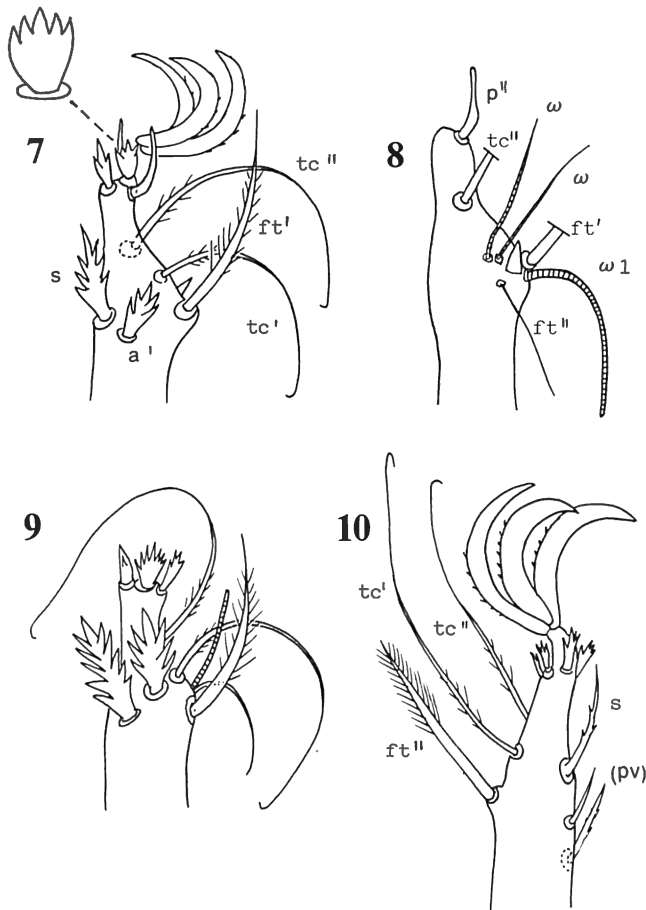 7
tc"
ft'
s
a'
tc'
8
p"
ω
tc"
ω
ft'
ω1
ft"
9
10
tc'
tc"
ft"
s
(pv)